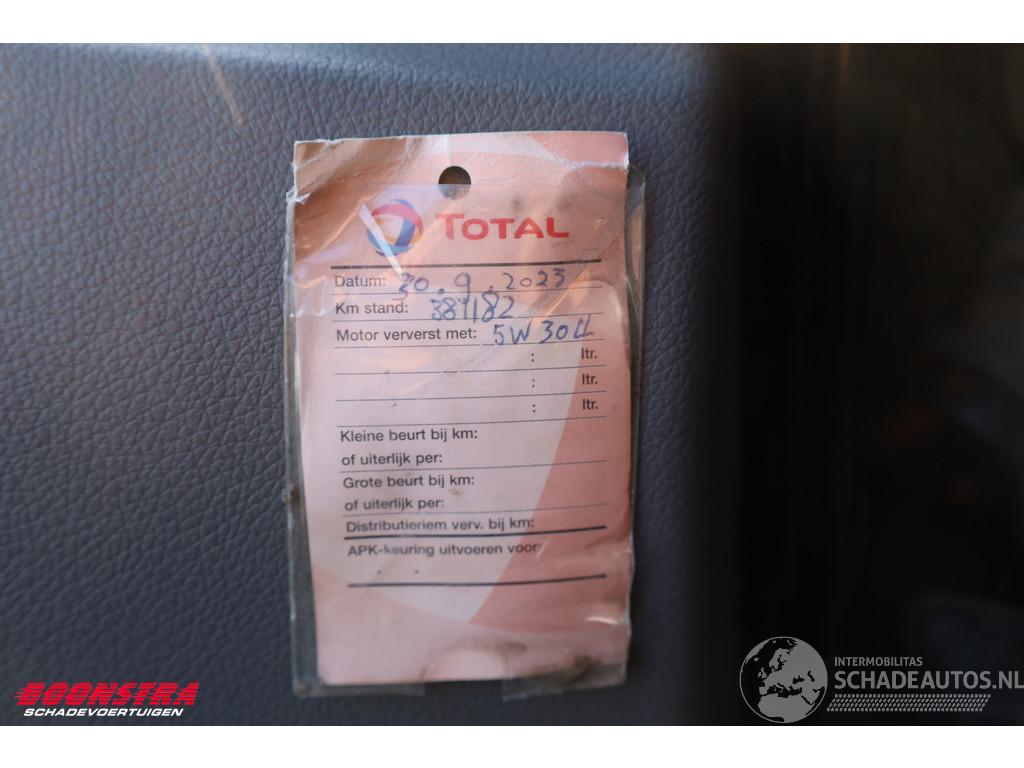 TOTAL
Datum: 30.9.2023
Km stand: 387182
Motor ververst met: 5W30LL
: ltr.
: ltr.
: ltr.
Kleine beurt bij km:
of uiterlijk per:
Grote beurt bij km:
of uiterlijk per:
Distributieriem verv. bij km:
APK-keuring uitvoeren voor:
BOONSTRA
SCHADEVOERTUIGEN
INTERMOBILITAS
SCHADEAUTOS.NL